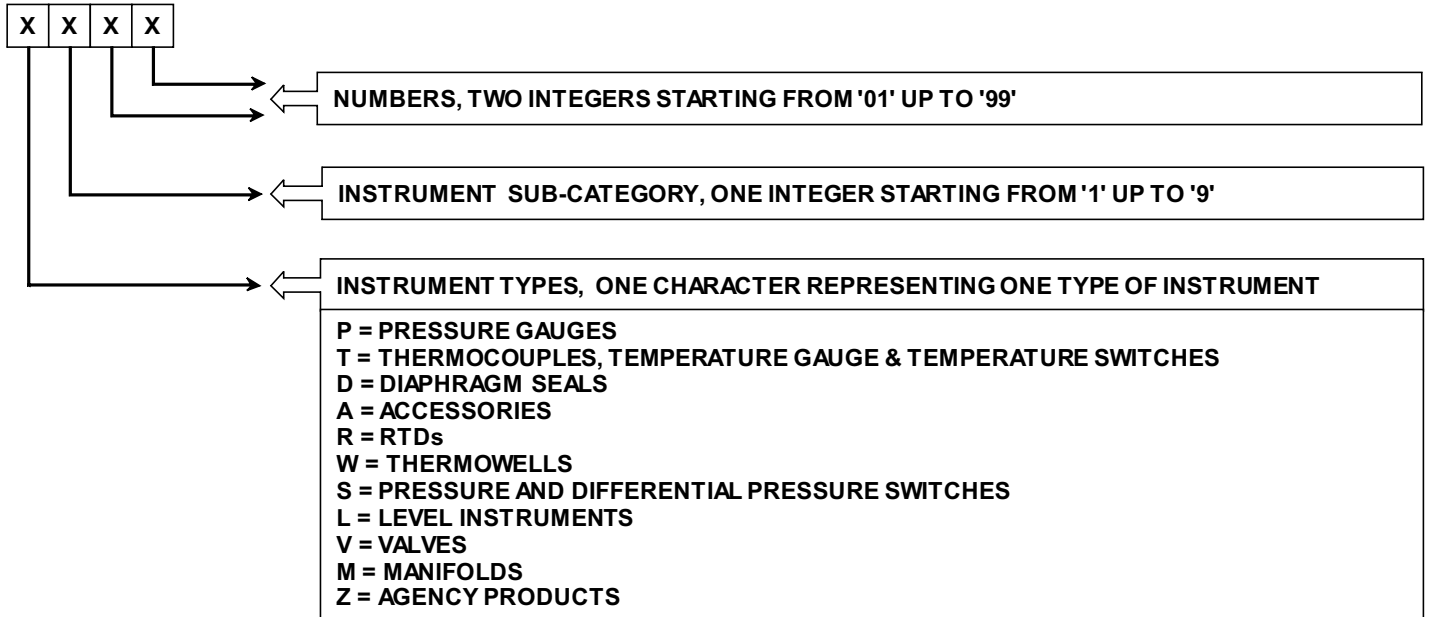 X X X X
NUMBERS, TWO INTEGERS STARTING FROM '01' UP TO '99'
INSTRUMENT SUB-CATEGORY, ONE INTEGER STARTING FROM '1' UP TO '9'
INSTRUMENT TYPES, ONE CHARACTER REPRESENTING ONE TYPE OF INSTRUMENT
P = PRESSURE GAUGES
T = THERMOCOUPLES, TEMPERATURE GAUGE & TEMPERATURE SWITCHES
D = DIAPHRAGM SEALS
A = ACCESSORIES
R = RTDs
W = THERMOWELLS
S = PRESSURE AND DIFFERENTIAL PRESSURE SWITCHES
L = LEVEL INSTRUMENTS
V = VALVES
M = MANIFOLDS
Z = AGENCY PRODUCTS